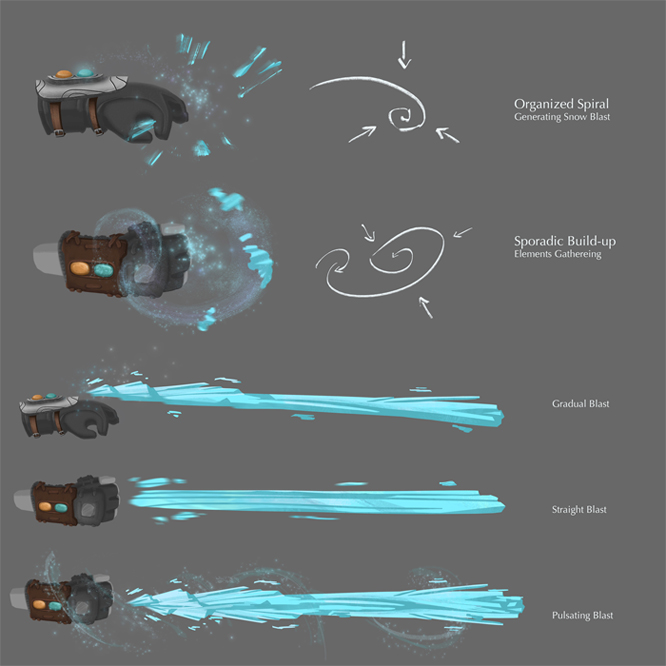 Organized Spiral
Generating Snow Blast
Sporadic Build-up
Elements Gathereing
Gradual Blast
Straight Blast
Pulsating Blast